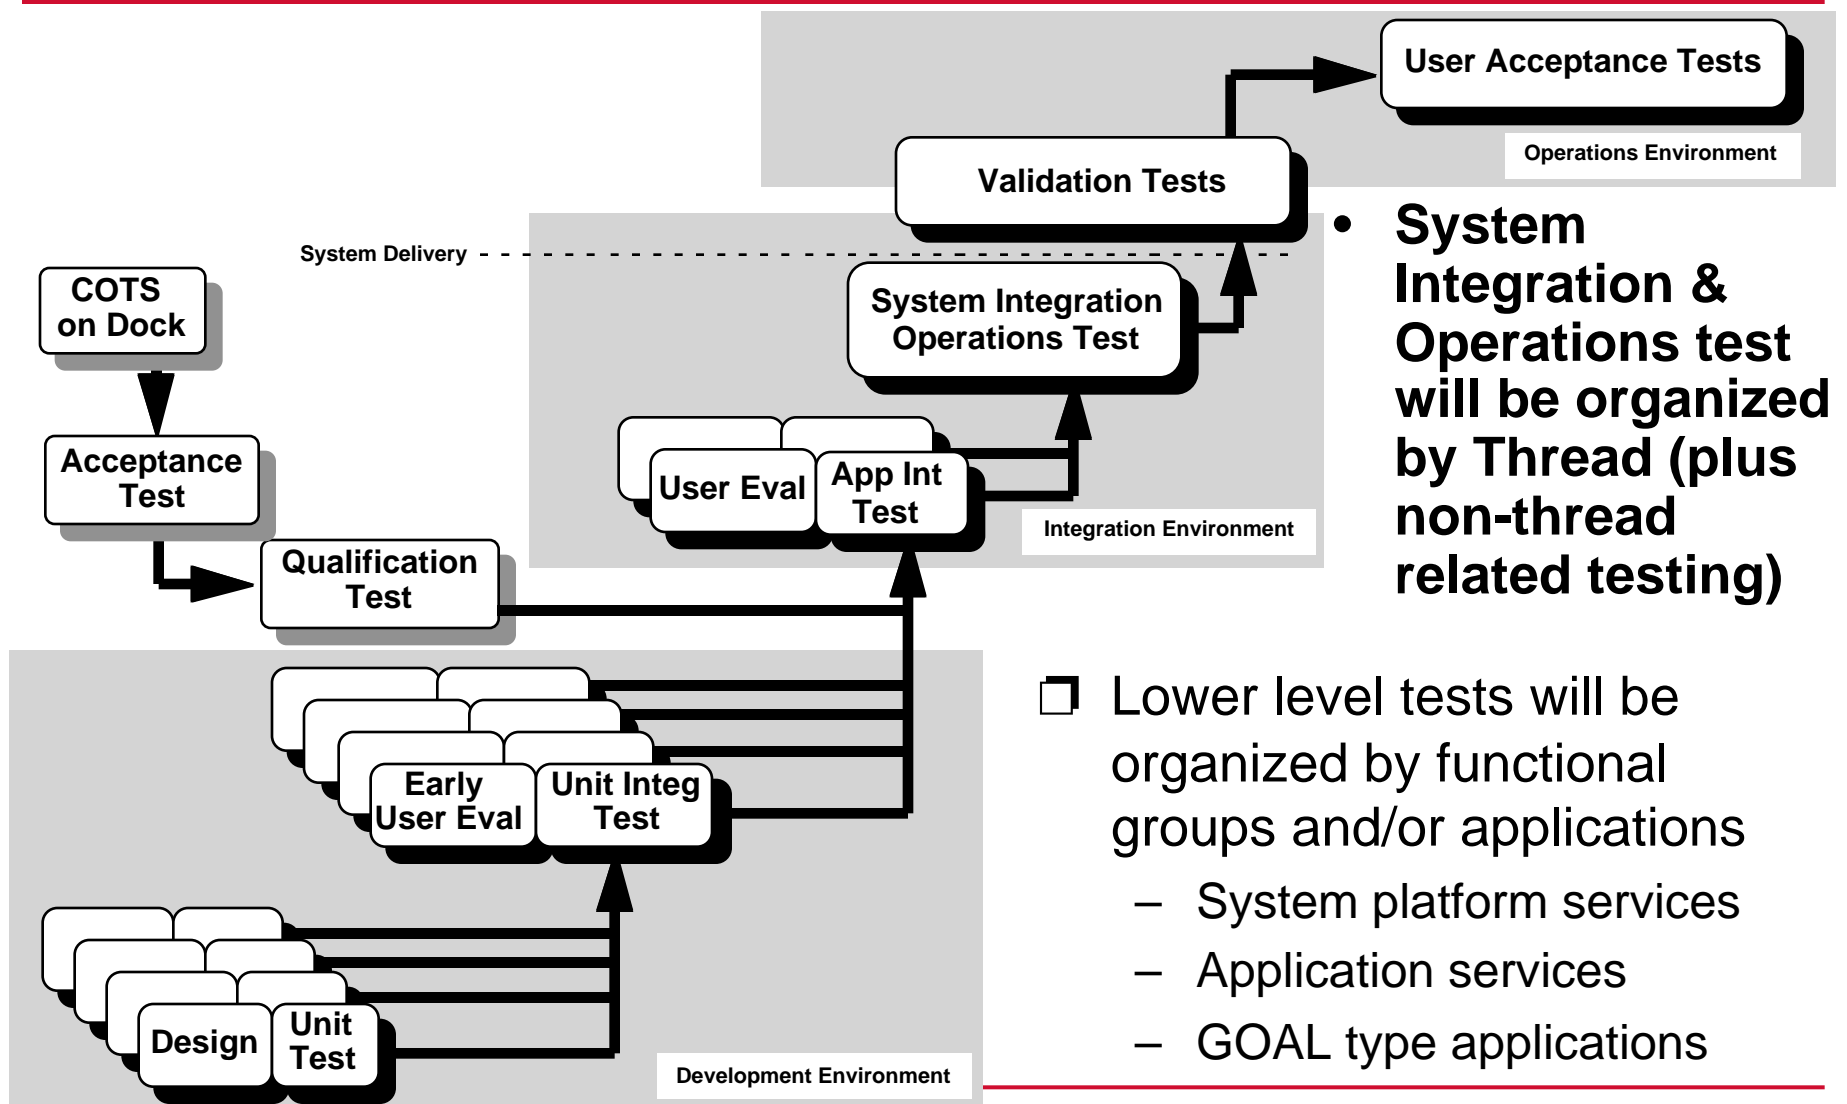 User Acceptance Tests
Operations Environment
Validation Tests
System Delivery
COTS
on Dock
System Integration
Operations Test
Acceptance
Test
User Eval
App Int
Test
Integration Environment
Qualification
Test
Early
User Eval
Unit Integ
Test
Design
Unit
Test
Development Environment
• System
Integration &
Operations test
will be organized
by Thread (plus
non-thread
related testing)
❒ Lower level tests will be
organized by functional
groups and/or applications
– System platform services
– Application services
– GOAL type applications